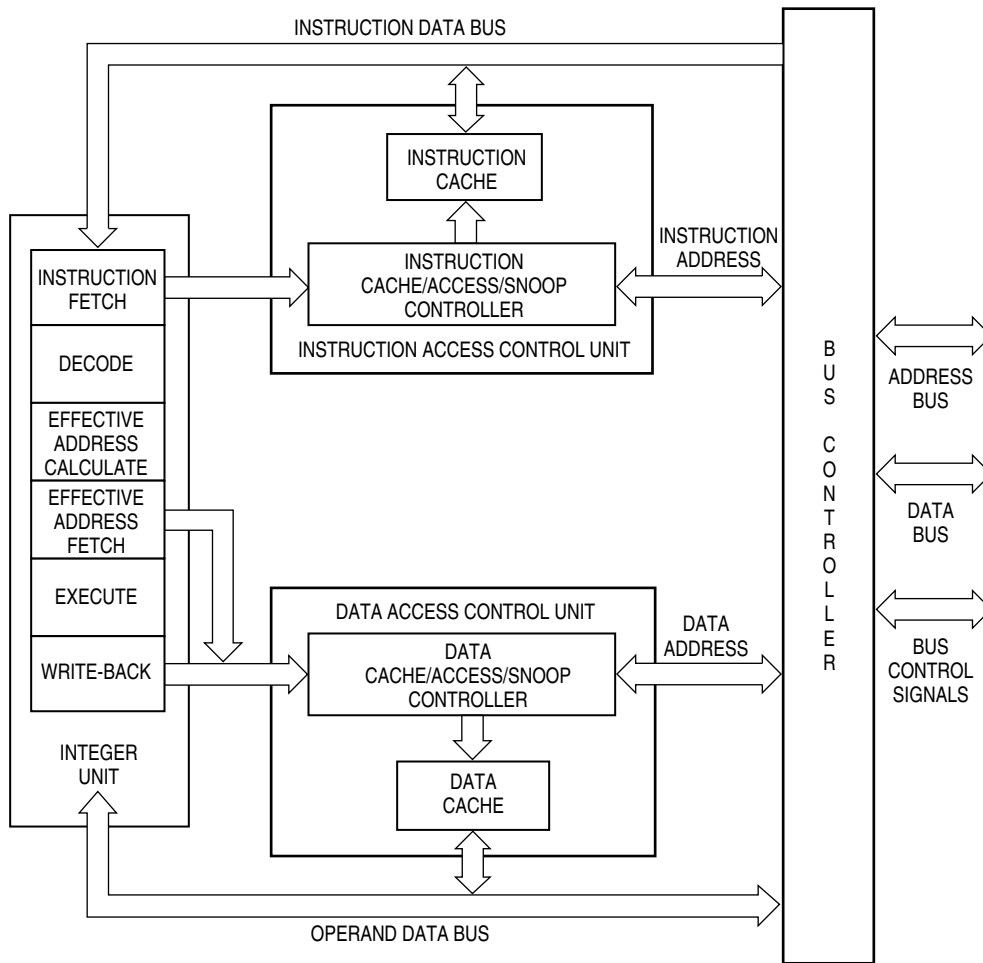 INSTRUCTION DATA BUS
INSTRUCTION
CACHE
INSTRUCTION
ADDRESS
INSTRUCTION
CACHE/ACCESS/SNOOP
CONTROLLER
INSTRUCTION ACCESS CONTROL UNIT
INSTRUCTION
FETCH
DECODE
EFFECTIVE
ADDRESS
CALCULATE
EFFECTIVE
ADDRESS
FETCH
EXECUTE
WRITE-BACK
INTEGER
UNIT
DATA ACCESS CONTROL UNIT
DATA
CACHE/ACCESS/SNOOP
CONTROLLER
DATA
ADDRESS
DATA
CACHE
OPERAND DATA BUS
B
U
S
C
O
N
T
R
O
L
L
E
R
ADDRESS
BUS
DATA
BUS
BUS
CONTROL
SIGNALS